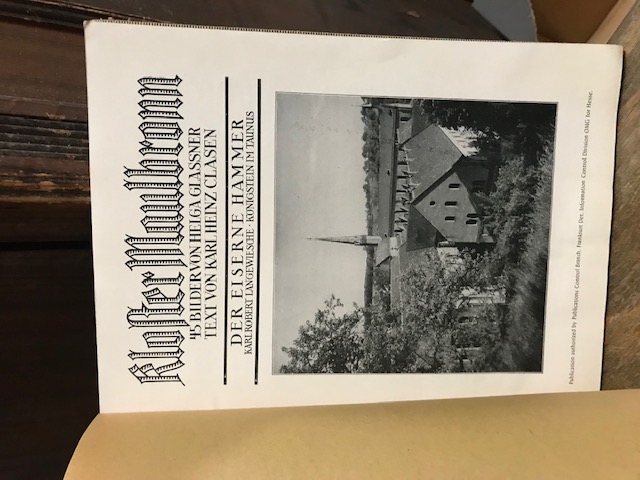 Kloster Maulbronn
45 BILDER VON HELGA GLASSNER
TEXT VON KARL HEINZ CLASEN
DER EISERNE HAMMER
KARL ROBERT LANGEWIESCHE · KÖNIGSTEIN IM TAUNUS
Publication authorized by Publications Control Branch, Frankfurt Det. Information Control Division OMG for Hesse.